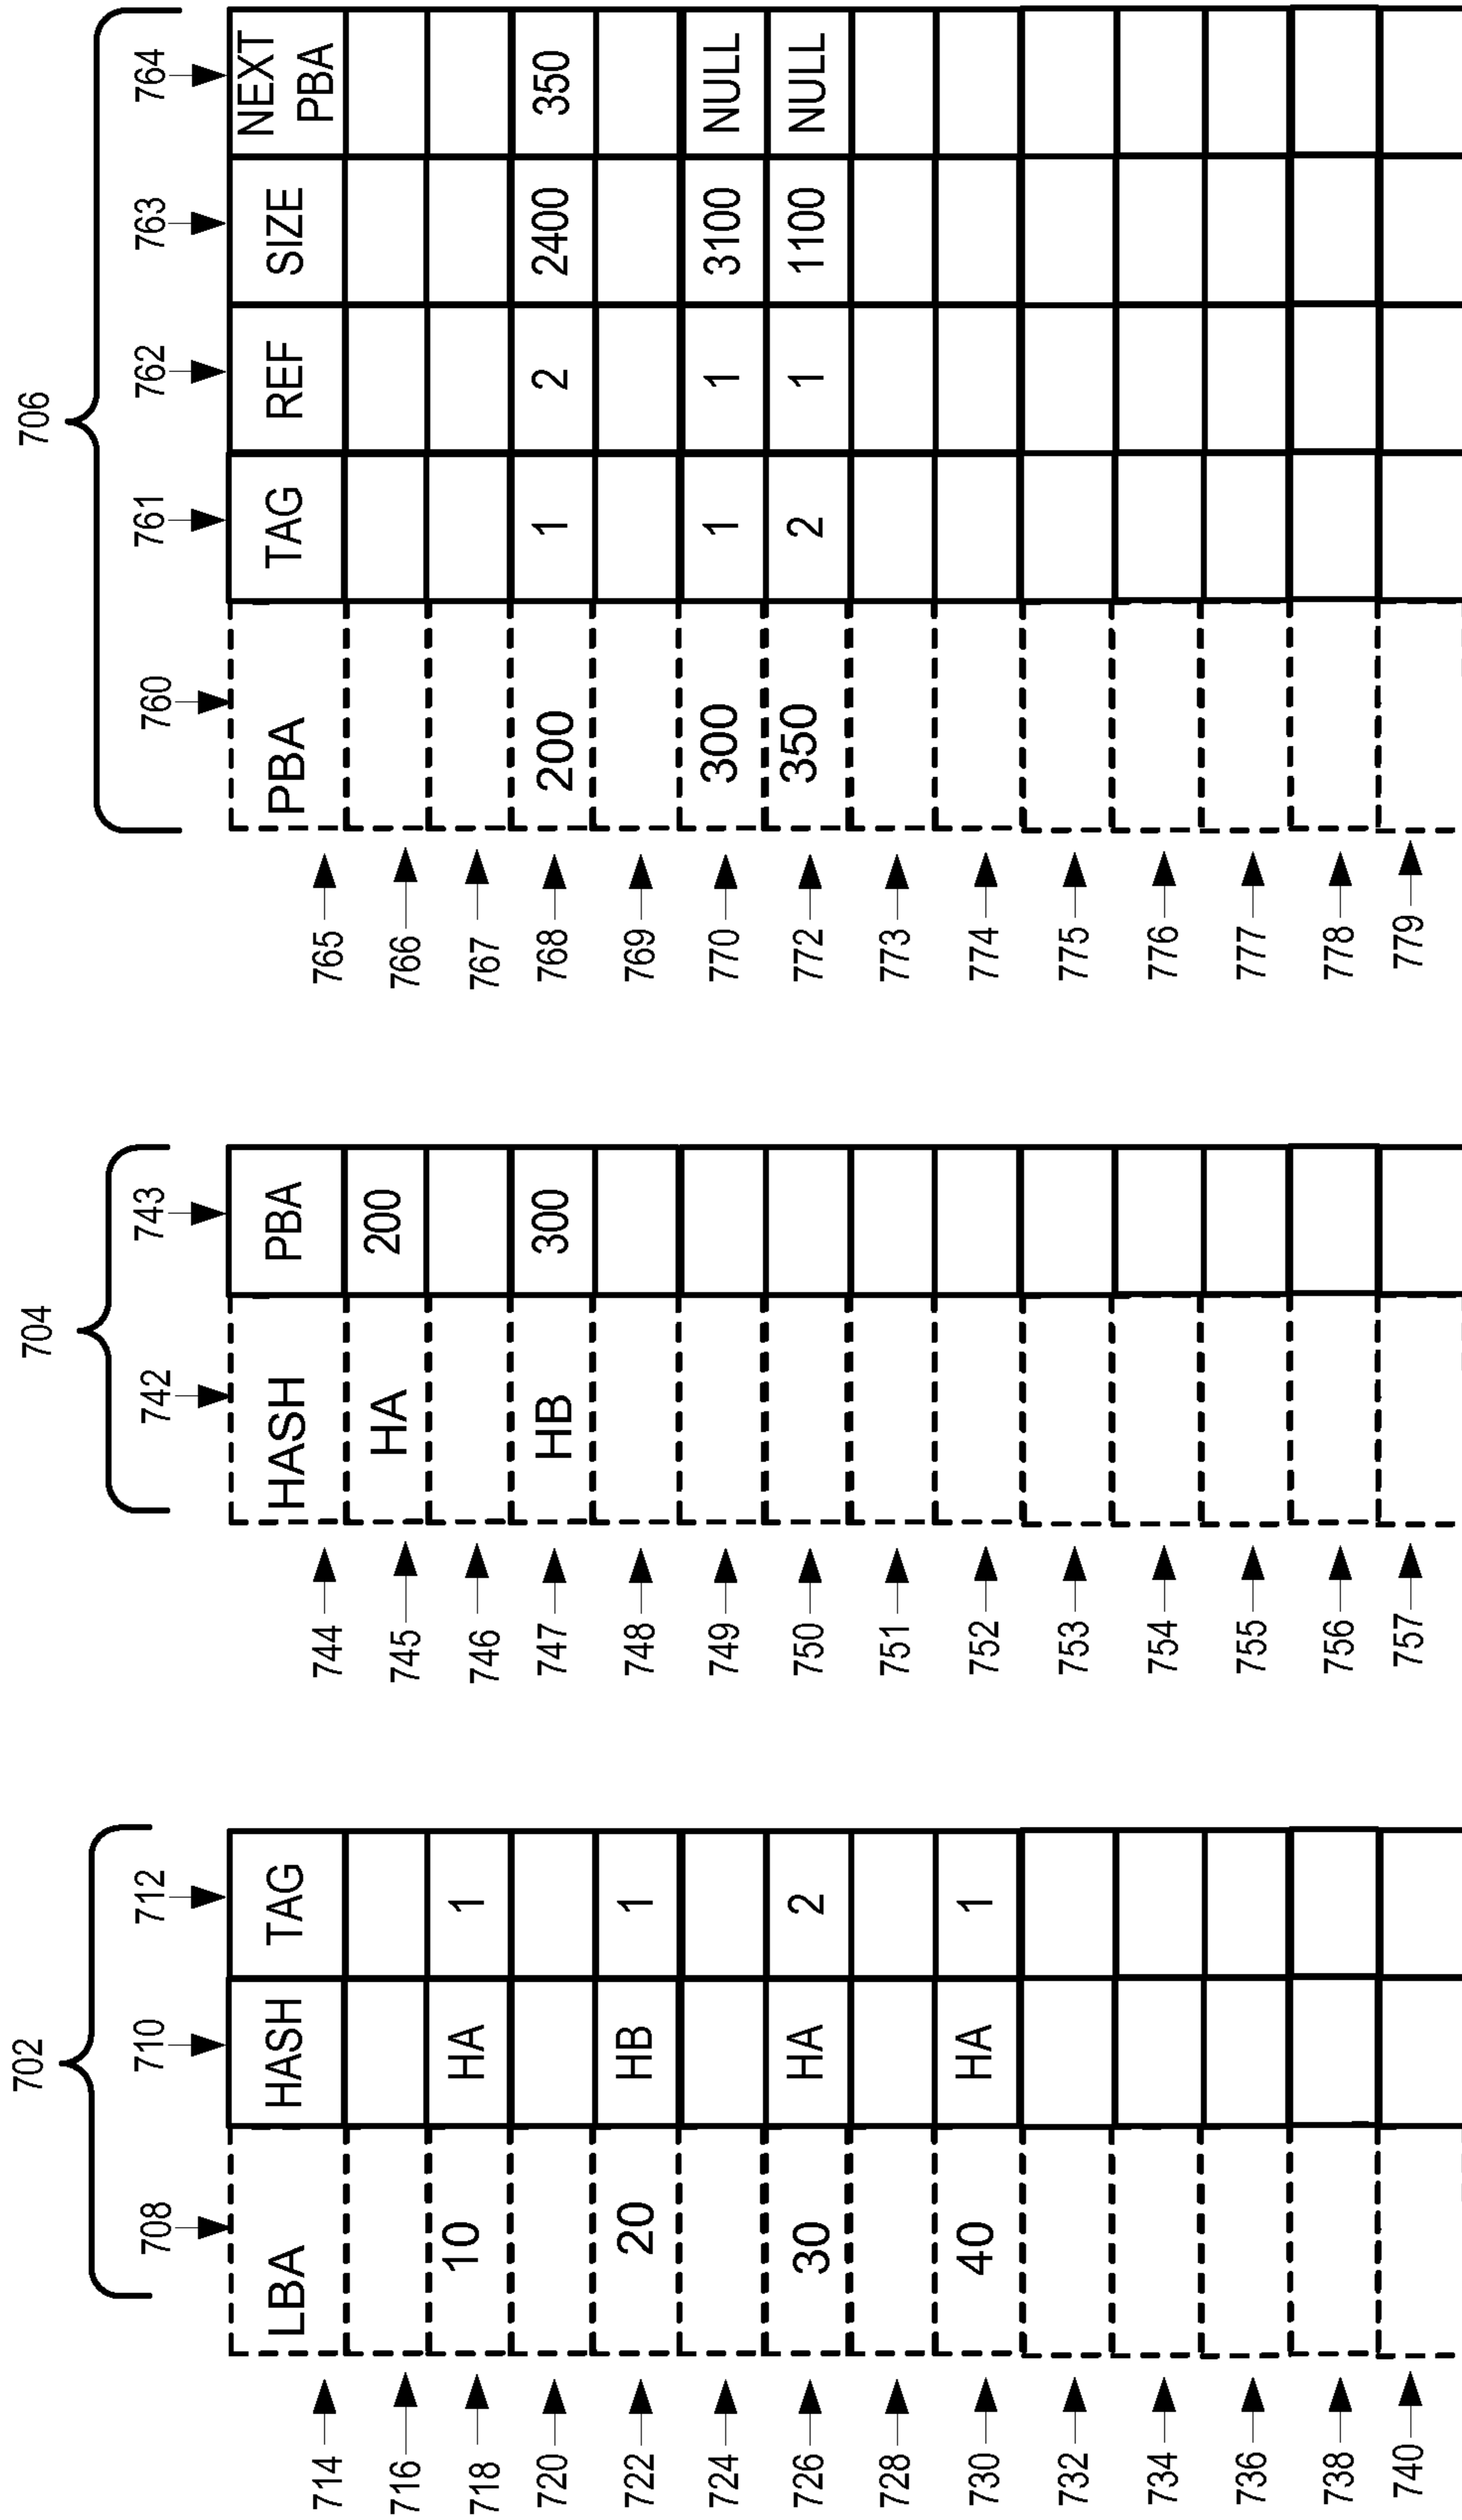 702
708 710 712
714 LBA HASH TAG
716
718 10 HA 1
720
722 20 HB 1
724
726 30 HA 2
728
730 40 HA 1
732
734
736
738
740
704
742 743
744 HASH PBA
745 HA 200
746
747 HB 300
748
749
750
751
752
753
754
755
756
757
706
760 761 762 763 764
765 PBA TAG REF SIZE NEXT
PBA
766
767
768 200 1 2 2400 350
769
770 300 1 1 3100 NULL
772 350 2 1 1100 NULL
773
774
775
776
777
778
779